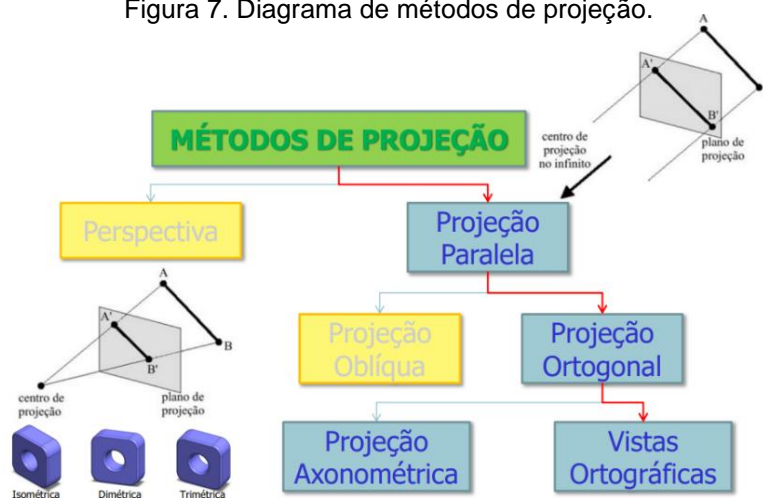 Figura 7. Diagrama de métodos de projeção.
A
A'
B'
centro de
projeção
no infinito
plano de
projeção
MÉTODOS DE PROJEÇÃO
Perspectiva
Projeção
Paralela
A
A'
B
B'
centro de
projeção
plano de
projeção
Projeção
Oblíqua
Projeção
Ortogonal
Isométrica
Dimétrica
Trimétrica
Projeção
Axonométrica
Vistas
Ortográficas